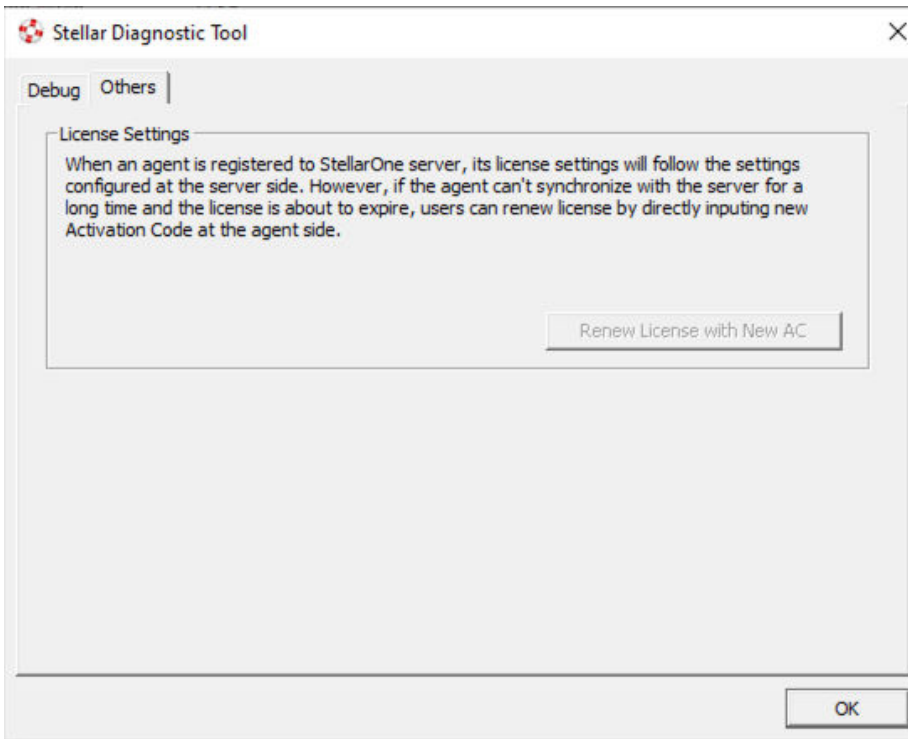 Stellar Diagnostic Tool
Debug Others
License Settings
When an agent is registered to StellarOne server, its license settings will follow the settings
configured at the server side. However, if the agent can't synchronize with the server for a
long time and the license is about to expire, users can renew license by directly inputing new
Activation Code at the agent side.
Renew License with New AC
OK